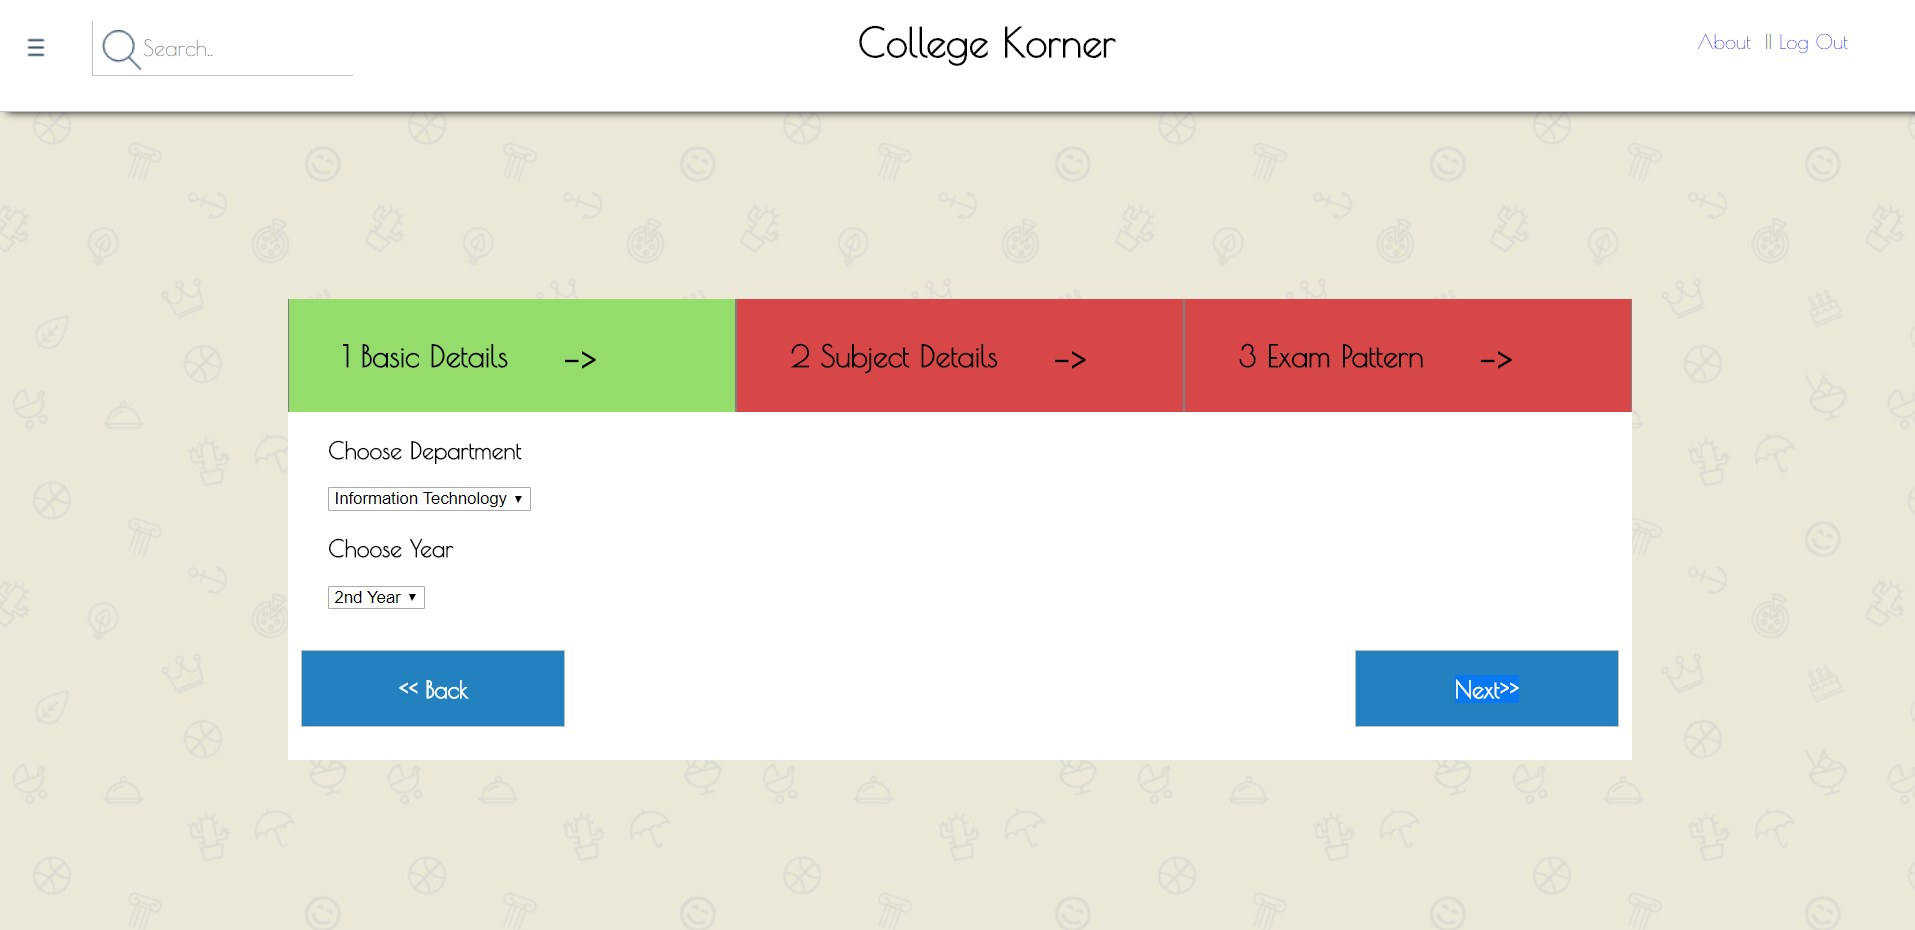 ☰ Search.. College Korner About || Log Out
1 Basic Details --> 2 Subject Details --> 3 Exam Pattern -->
Choose Department
Information Technology
Choose Year
2nd Year
<< Back Next>>